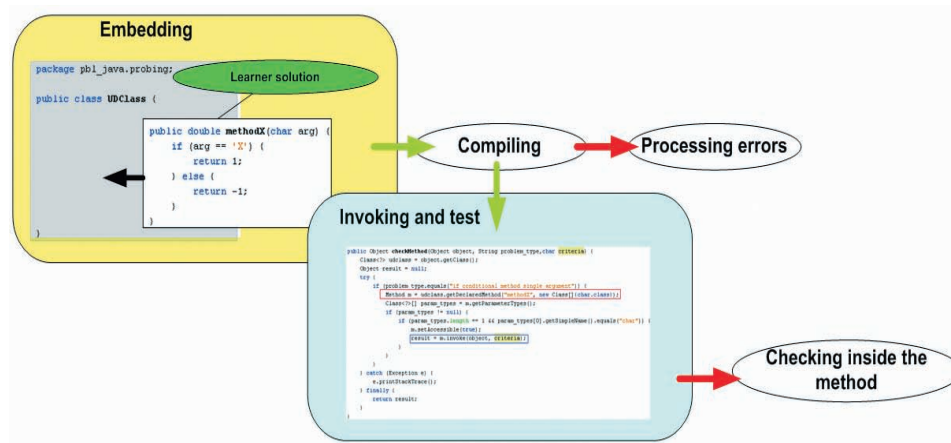 Embedding
package pbl_java.probing;
Learner solution
public class UDClass {
public double methodX(char arg) {
if (arg == 'X') {
return 1;
} else {
return -1;
}
}
}
Compiling
Processing errors
Invoking and test
public Object checkMethod(Object object, String problem_type,char criteria) {
Class<?> udclass = object.getClass();
Object result = null;
try {
if (problem_type.equals("if conditional method single argument")) {
Method m = udclass.getDeclaredMethod("methodX", new Class[]{char.class});
Class<?>[] param_types = m.getParameterTypes();
if (param_types != null) {
if (param_types.length == 1 && param_types[0].getSimpleName().equals("char")) {
m.setAccessible(true);
result = m.invoke(object, criteria);
}
}
}
} catch (Exception e) {
e.printStackTrace();
} finally {
return result;
}
}
Checking inside the
method